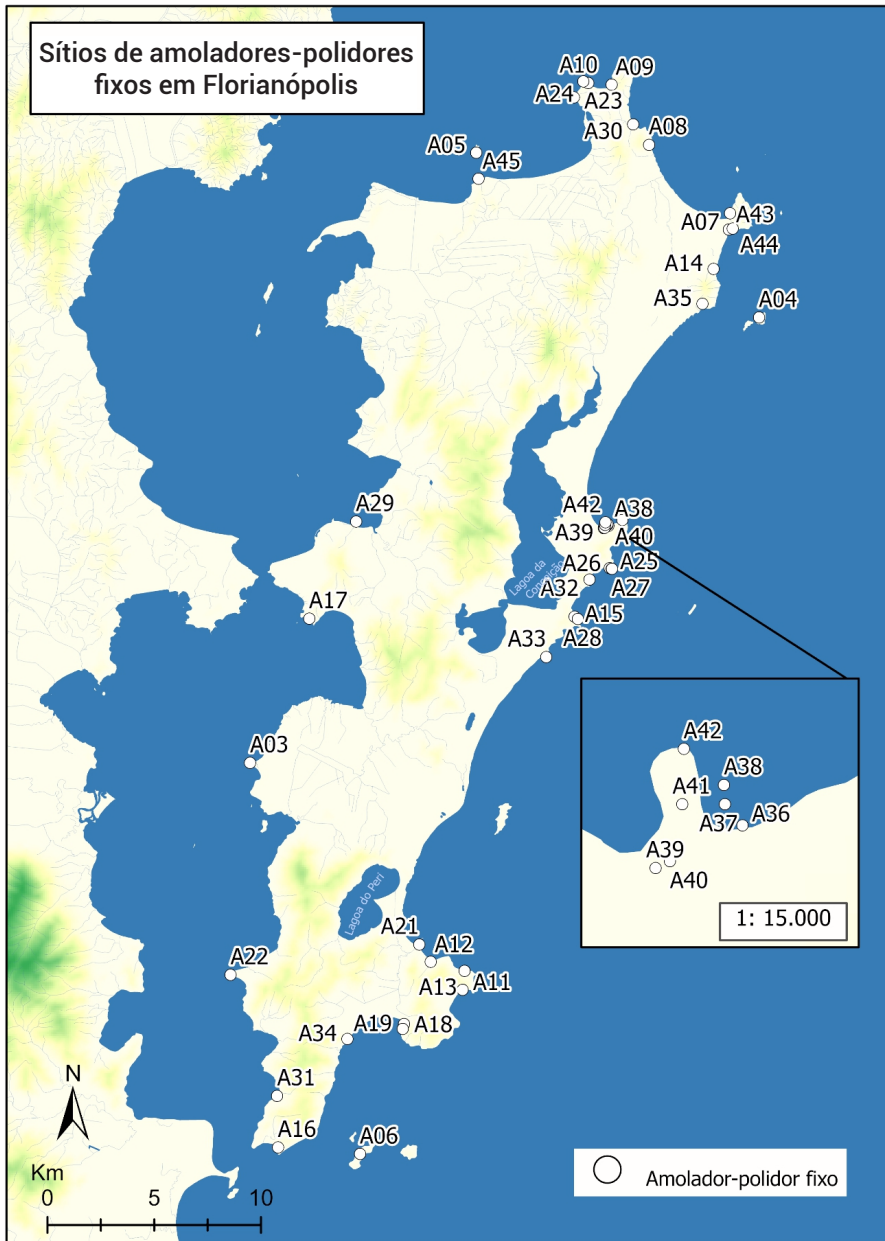 Sítios de amoladores-polidores
fixos em Florianópolis
A10
A09
A24
A23
A30
A08
A05
A45
A43
A07
A44
A14
A35
A04
A29
A42
A38
A39
A40
Lagoa da
Conceição
A26
A25
A32
A27
A17
A15
A28
A33
A03
A42
A38
A41
A37
A36
A39
A40
1: 15.000
Lagoa do Peri
A21
A12
A22
A11
A13
A19
A18
A34
A31
A16
A06
N
Km
0 5 10
Amolador-polidor fixo